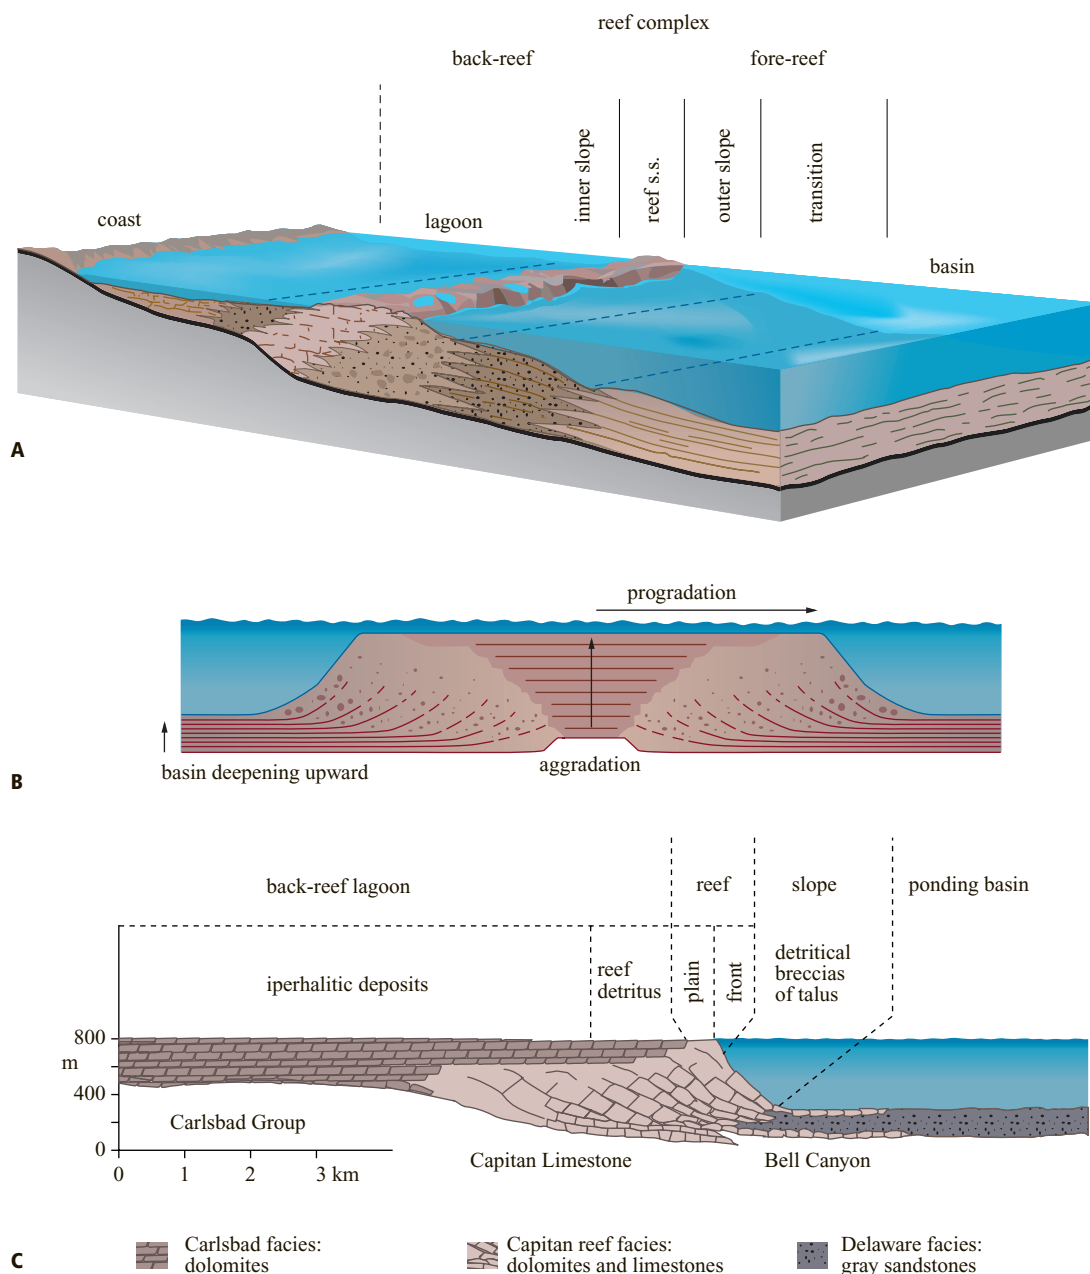 reef complex
back-reef
fore-reef
inner slope
reef s.s.
outer slope
transition
coast
lagoon
basin
A
progradation
basin deepening upward
aggradation
B
back-reef lagoon
reef
slope
ponding basin
iperhalitic deposits
reef
detritus
plain
front
detritical
breccias
of talus
800
m
400
0
Carlsbad Group
Capitan Limestone
Bell Canyon
0 1 2 3 km
C
Carlsbad facies:
dolomites
Capitan reef facies:
dolomites and limestones
Delaware facies:
gray sandstones